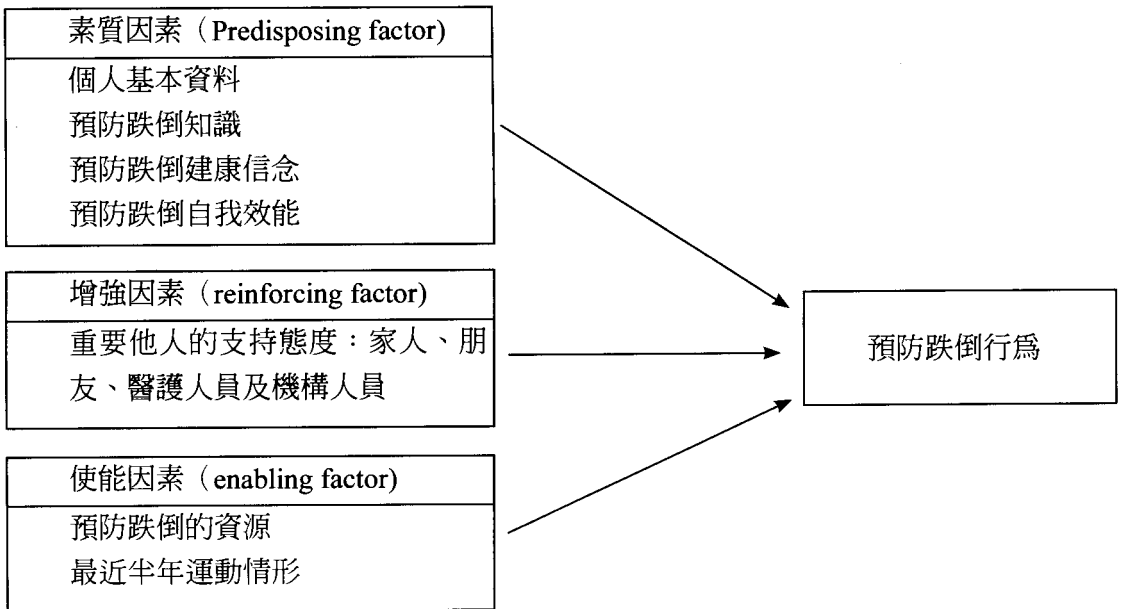 素質因素（Predisposing factor)
個人基本資料
預防跌倒知識
預防跌倒建康信念
預防跌倒自我效能
增強因素（reinforcing factor)
重要他人的支持態度：家人、朋
友、醫護人員及機構人員
預防跌倒行爲
使能因素（enabling factor)
預防跌倒的資源
最近半年運動情形